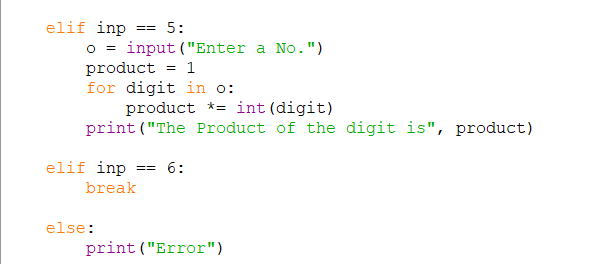 elif inp == 5:
    o = input("Enter a No.")
    product = 1
    for digit in o:
        product *= int(digit)
    print("The Product of the digit is", product)

elif inp == 6:
    break

else:
    print("Error")